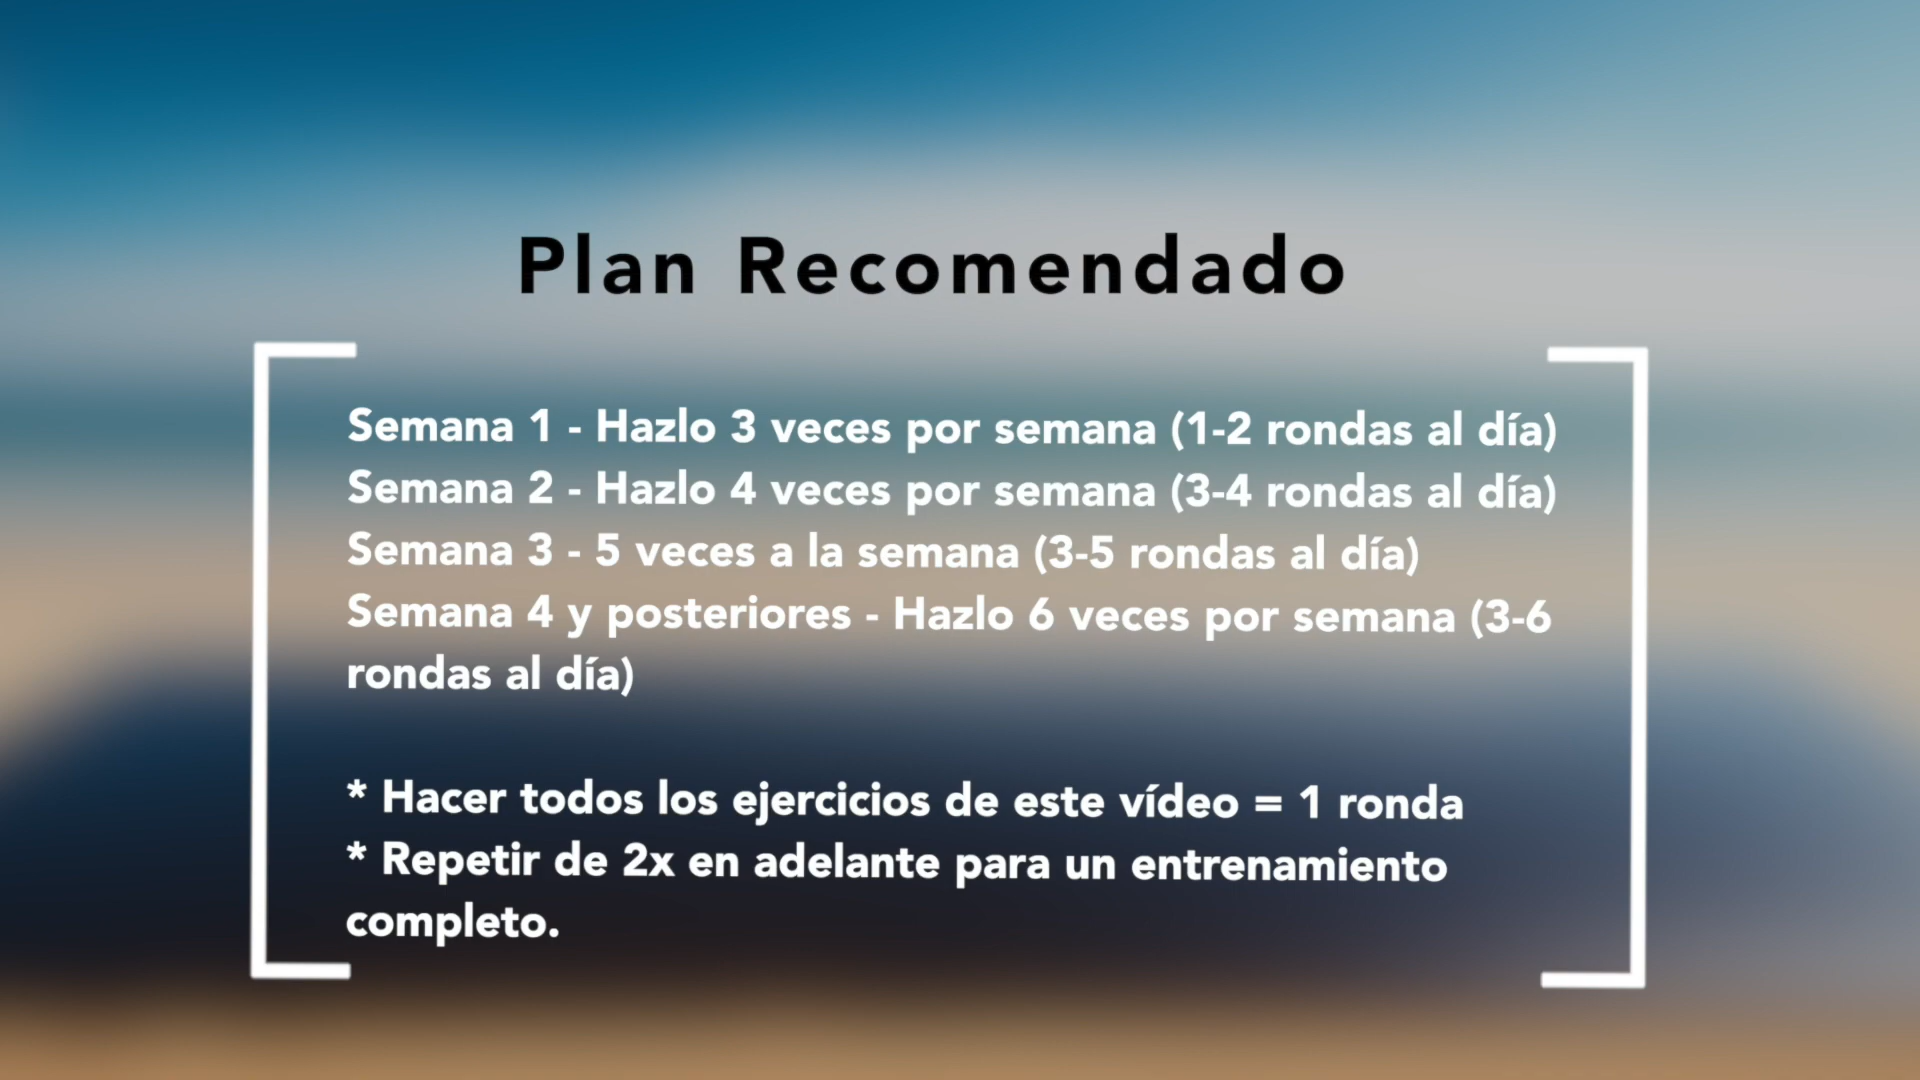 Plan Recomendado
Semana 1 - Hazlo 3 veces por semana (1-2 rondas al día)
Semana 2 - Hazlo 4 veces por semana (3-4 rondas al día)
Semana 3 - 5 veces a la semana (3-5 rondas al día)
Semana 4 y posteriores - Hazlo 6 veces por semana (3-6
rondas al día)
* Hacer todos los ejercicios de este vídeo = 1 ronda
* Repetir de 2x en adelante para un entrenamiento
completo.